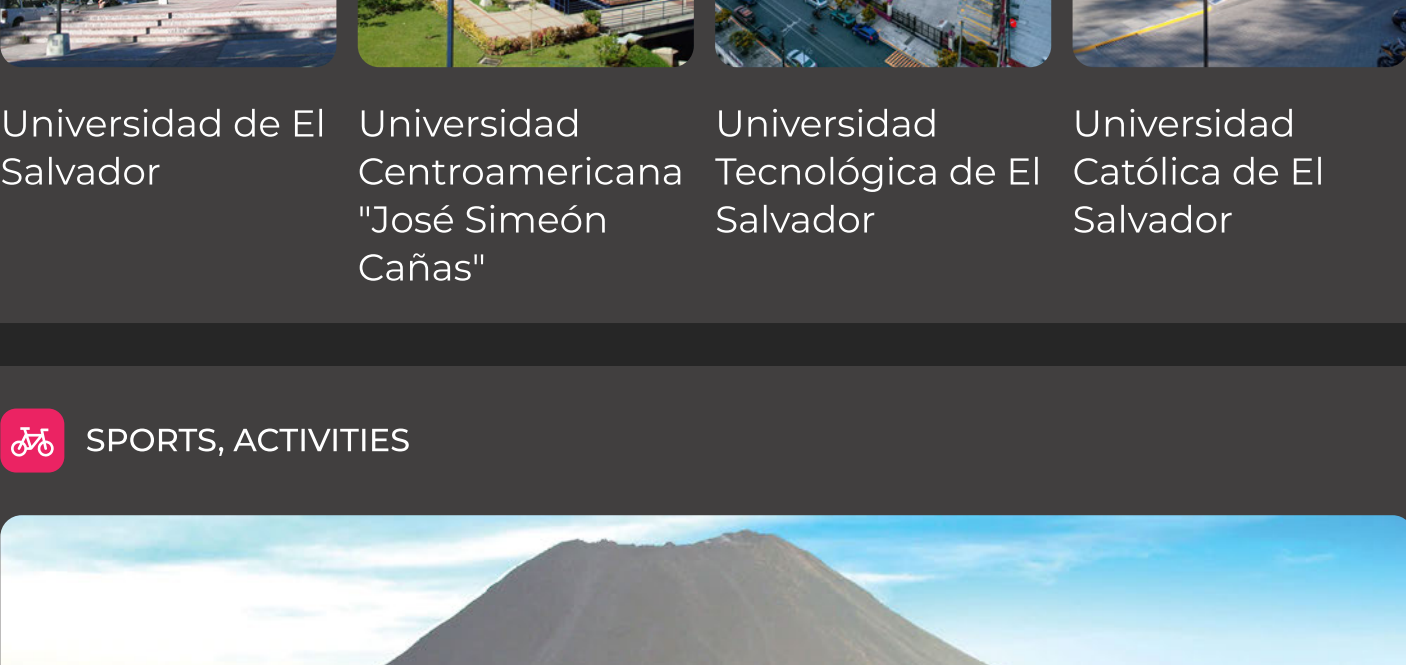 Universidad de El
Salvador
Universidad
Centroamericana
"José Simeón
Cañas"
Universidad
Tecnológica de El
Salvador
Universidad
Católica de El
Salvador
SPORTS, ACTIVITIES